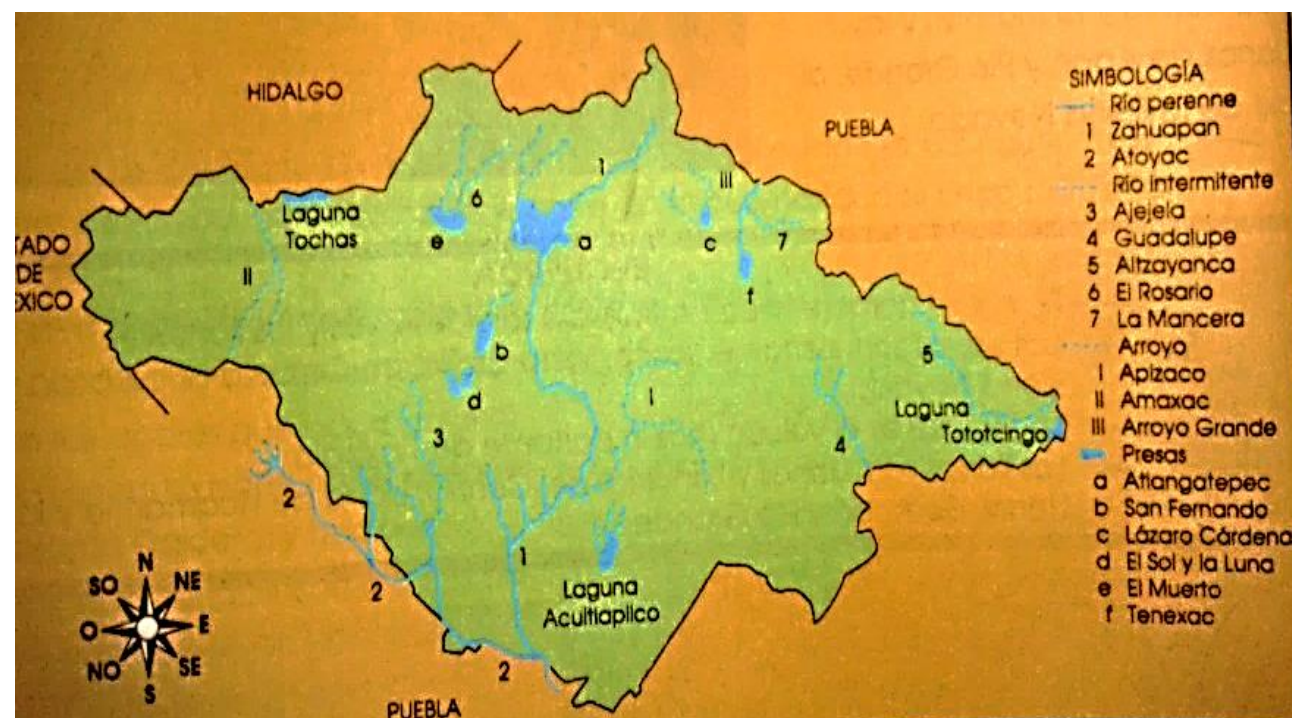 HIDALGO
PUEBLA
TADO
DE
EXICO
Laguna
Tochas
6
e
1
a
III
c
7
f
II
b
d
3
I
5
Laguna
Tototcingo
4
2
2
1
Laguna
Acultiaplico
2
PUEBLA
N
NE
E
SE
S
NO
O
SO
SIMBOLOGÍA
Río perenne
1 Zahuapan
2 Atoyac
Río intermitente
3 Ajejela
4 Guadalupe
5 Altzayanca
6 El Rosario
7 La Mancera
Arroyo
I Apizaco
II Amaxac
III Arroyo Grande
Presas
a Atlangatepec
b San Fernando
c Lázaro Cárdena
d El Sol y la Luna
e El Muerto
f Tenexac